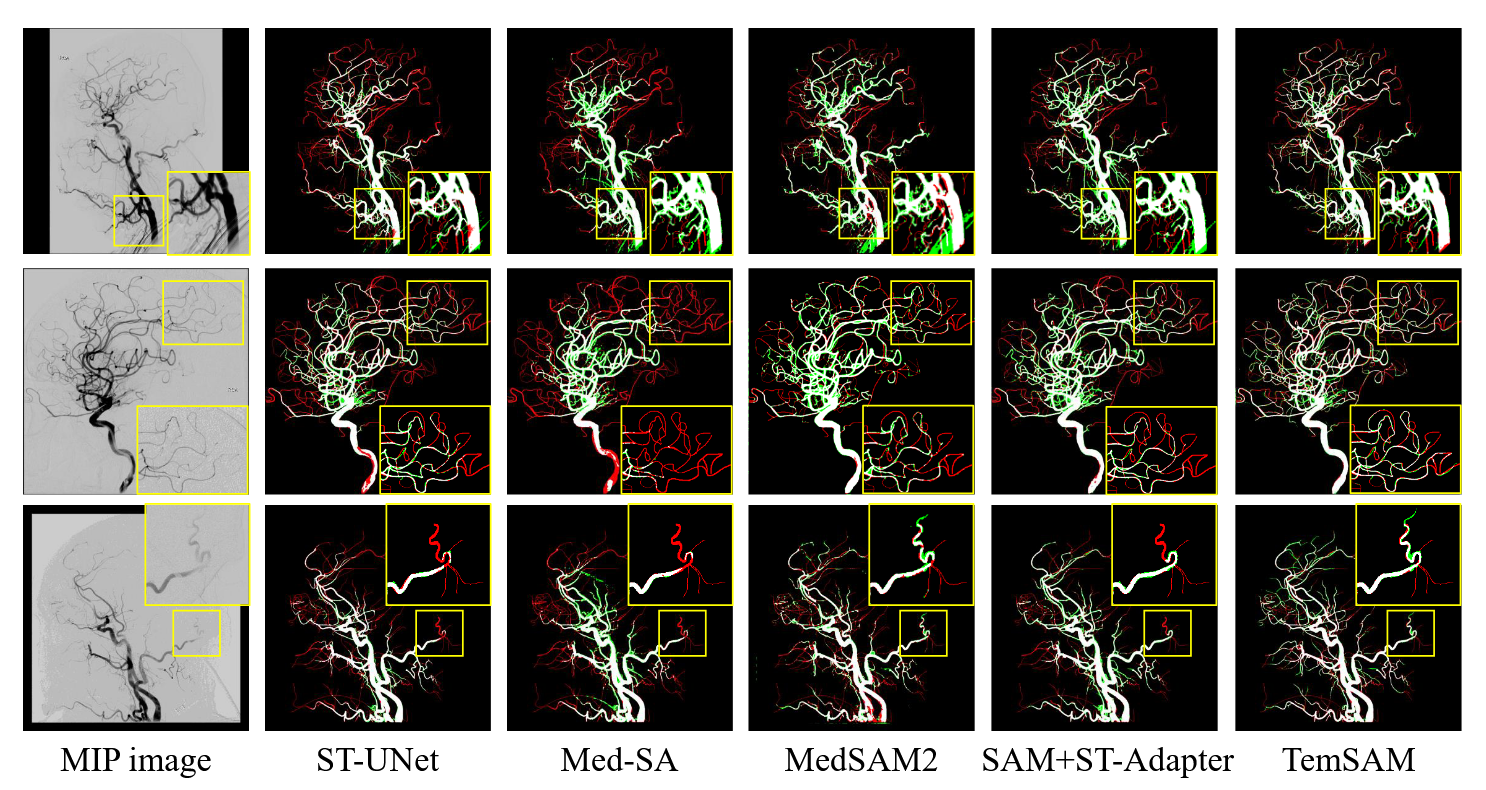 MIP image
ST-UNet
Med-SA
MedSAM2
SAM+ST-Adapter
TemSAM